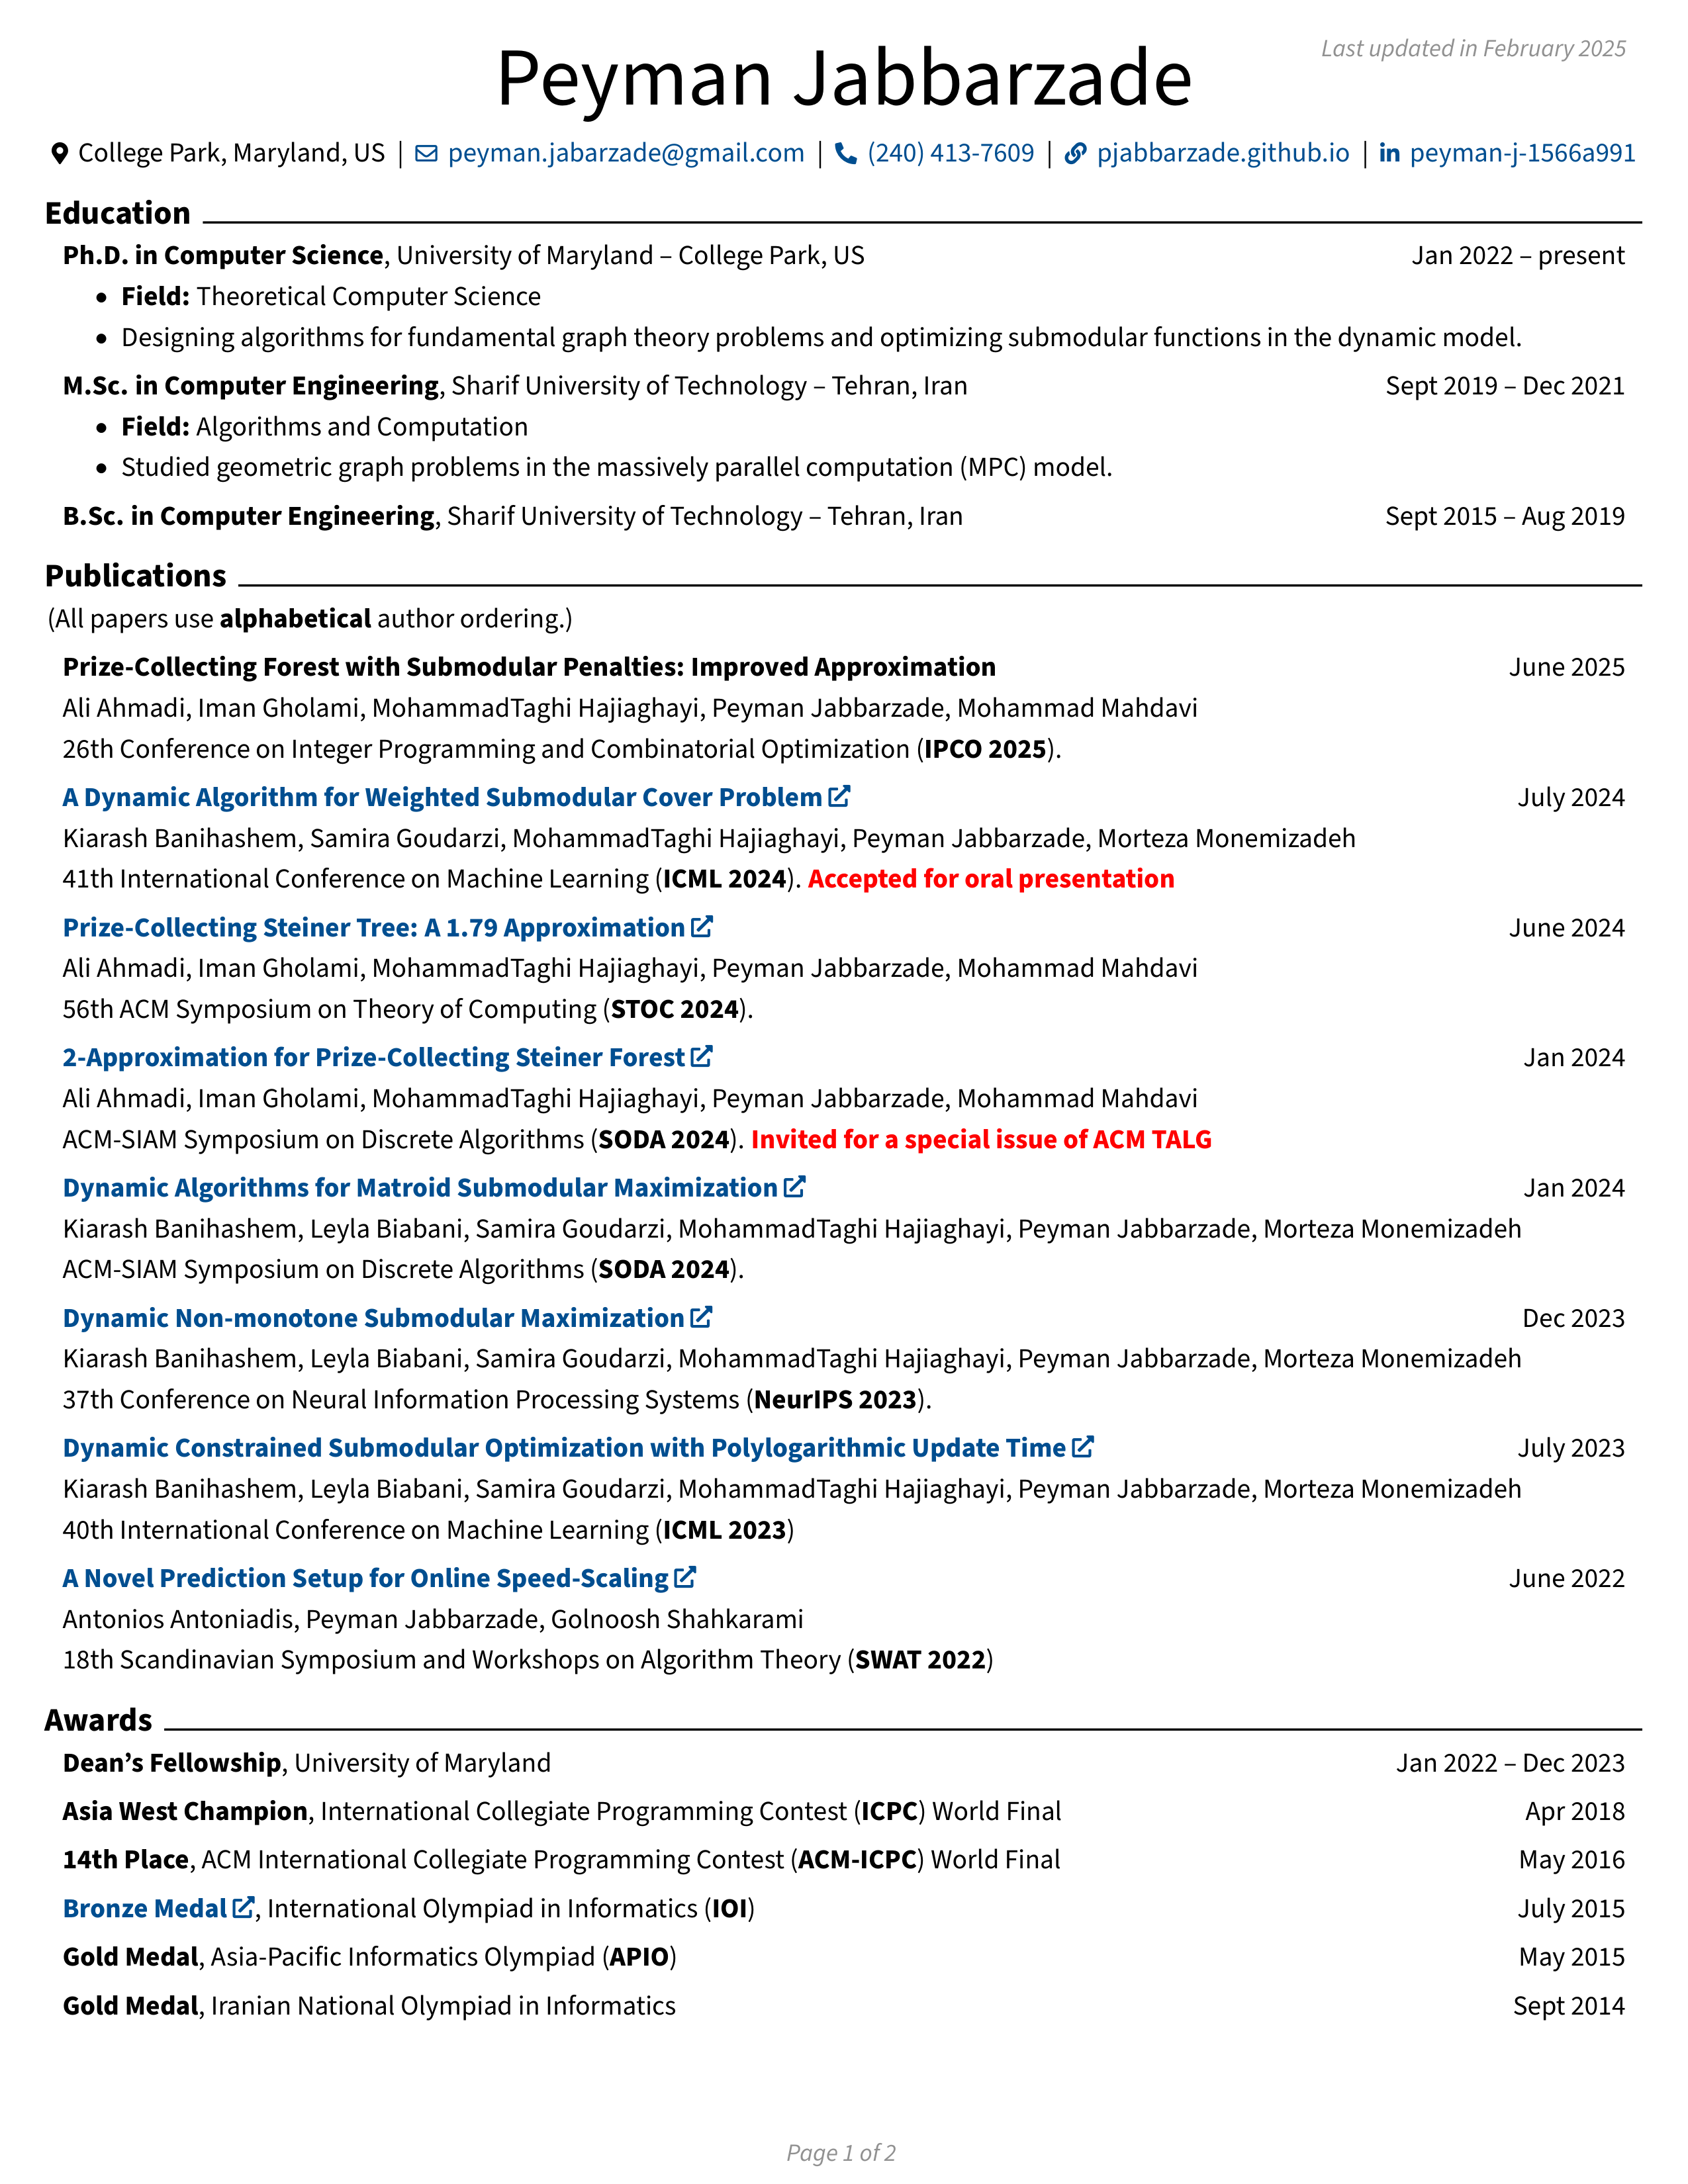 Last updated in February 2025
Peyman Jabbarzade
College Park, Maryland, US | peyman.jabarzade@gmail.com | (240) 413-7609 | pjabbarzade.github.io | in peyman-j-1566a991
Education
Ph.D. in Computer Science, University of Maryland – College Park, US Jan 2022 – present
• Field: Theoretical Computer Science
• Designing algorithms for fundamental graph theory problems and optimizing submodular functions in the dynamic model.
M.Sc. in Computer Engineering, Sharif University of Technology – Tehran, Iran Sept 2019 – Dec 2021
• Field: Algorithms and Computation
• Studied geometric graph problems in the massively parallel computation (MPC) model.
B.Sc. in Computer Engineering, Sharif University of Technology – Tehran, Iran Sept 2015 – Aug 2019
Publications
(All papers use alphabetical author ordering.)
Prize-Collecting Forest with Submodular Penalties: Improved Approximation June 2025
Ali Ahmadi, Iman Gholami, MohammadTaghi Hajiaghayi, Peyman Jabbarzade, Mohammad Mahdavi
26th Conference on Integer Programming and Combinatorial Optimization (IPCO 2025).
A Dynamic Algorithm for Weighted Submodular Cover Problem July 2024
Kiarash Banihashem, Samira Goudarzi, MohammadTaghi Hajiaghayi, Peyman Jabbarzade, Morteza Monemizadeh
41th International Conference on Machine Learning (ICML 2024). Accepted for oral presentation
Prize-Collecting Steiner Tree: A 1.79 Approximation June 2024
Ali Ahmadi, Iman Gholami, MohammadTaghi Hajiaghayi, Peyman Jabbarzade, Mohammad Mahdavi
56th ACM Symposium on Theory of Computing (STOC 2024).
2-Approximation for Prize-Collecting Steiner Forest Jan 2024
Ali Ahmadi, Iman Gholami, MohammadTaghi Hajiaghayi, Peyman Jabbarzade, Mohammad Mahdavi
ACM-SIAM Symposium on Discrete Algorithms (SODA 2024). Invited for a special issue of ACM TALG
Dynamic Algorithms for Matroid Submodular Maximization Jan 2024
Kiarash Banihashem, Leyla Biabani, Samira Goudarzi, MohammadTaghi Hajiaghayi, Peyman Jabbarzade, Morteza Monemizadeh
ACM-SIAM Symposium on Discrete Algorithms (SODA 2024).
Dynamic Non-monotone Submodular Maximization Dec 2023
Kiarash Banihashem, Leyla Biabani, Samira Goudarzi, MohammadTaghi Hajiaghayi, Peyman Jabbarzade, Morteza Monemizadeh
37th Conference on Neural Information Processing Systems (NeurIPS 2023).
Dynamic Constrained Submodular Optimization with Polylogarithmic Update Time July 2023
Kiarash Banihashem, Leyla Biabani, Samira Goudarzi, MohammadTaghi Hajiaghayi, Peyman Jabbarzade, Morteza Monemizadeh
40th International Conference on Machine Learning (ICML 2023)
A Novel Prediction Setup for Online Speed-Scaling June 2022
Antonios Antoniadis, Peyman Jabbarzade, Golnoosh Shahkarami
18th Scandinavian Symposium and Workshops on Algorithm Theory (SWAT 2022)
Awards
Dean’s Fellowship, University of Maryland Jan 2022 – Dec 2023
Asia West Champion, International Collegiate Programming Contest (ICPC) World Final Apr 2018
14th Place, ACM International Collegiate Programming Contest (ACM-ICPC) World Final May 2016
Bronze Medal, International Olympiad in Informatics (IOI) July 2015
Gold Medal, Asia-Pacific Informatics Olympiad (APIO) May 2015
Gold Medal, Iranian National Olympiad in Informatics Sept 2014
Page 1 of 2